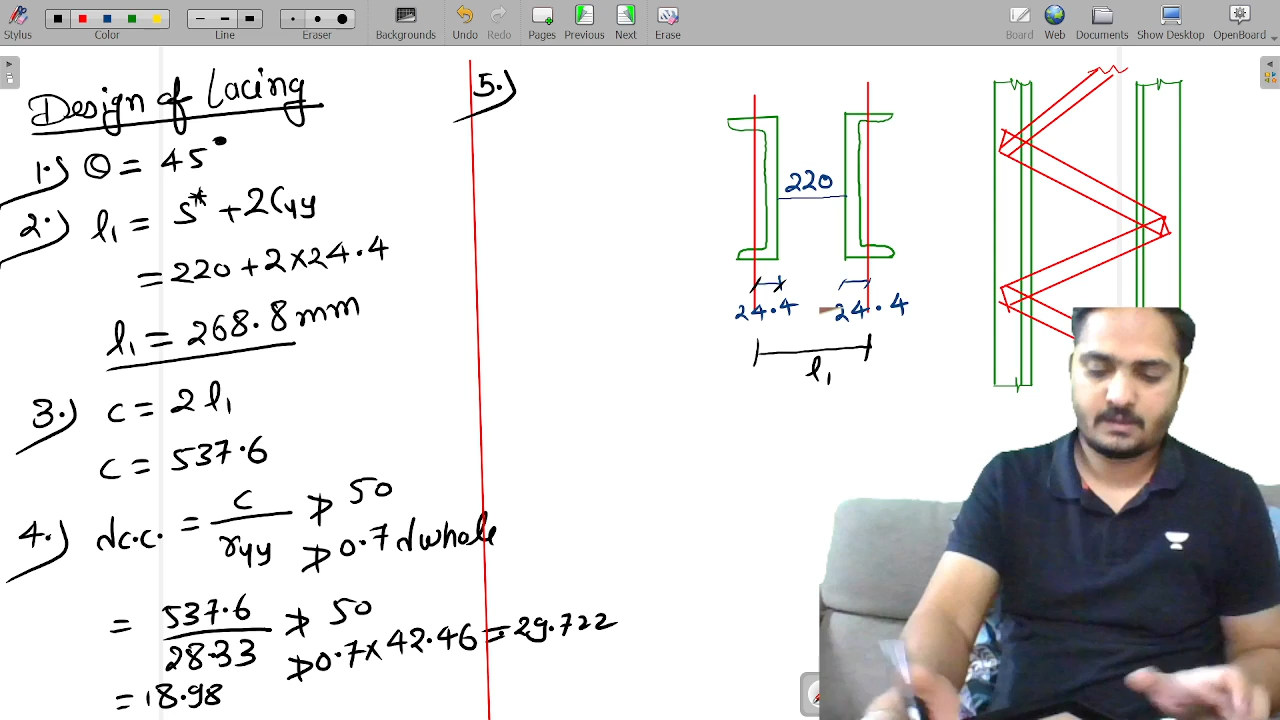 Stylus
Color
Line
Eraser
Backgrounds
Undo
Redo
Pages
Previous
Next
Erase
Board
Web
Documents
Show Desktop
OpenBoard
Design of Lacing
1.) θ = 45°
2.) l₁ = S* + 2Cyy
= 220 + 2×24.4
l₁ = 268.8 mm
3.) c = 2 l₁
c = 537.6
4.) λc.c. = c/ryy ≯ 50
≯ 0.7 λwhole
= 537.6/28.33 ≯ 50
≯ 0.7×42.46 = 29.722
= 18.98
5.)
220
24.4
24.4
l₁